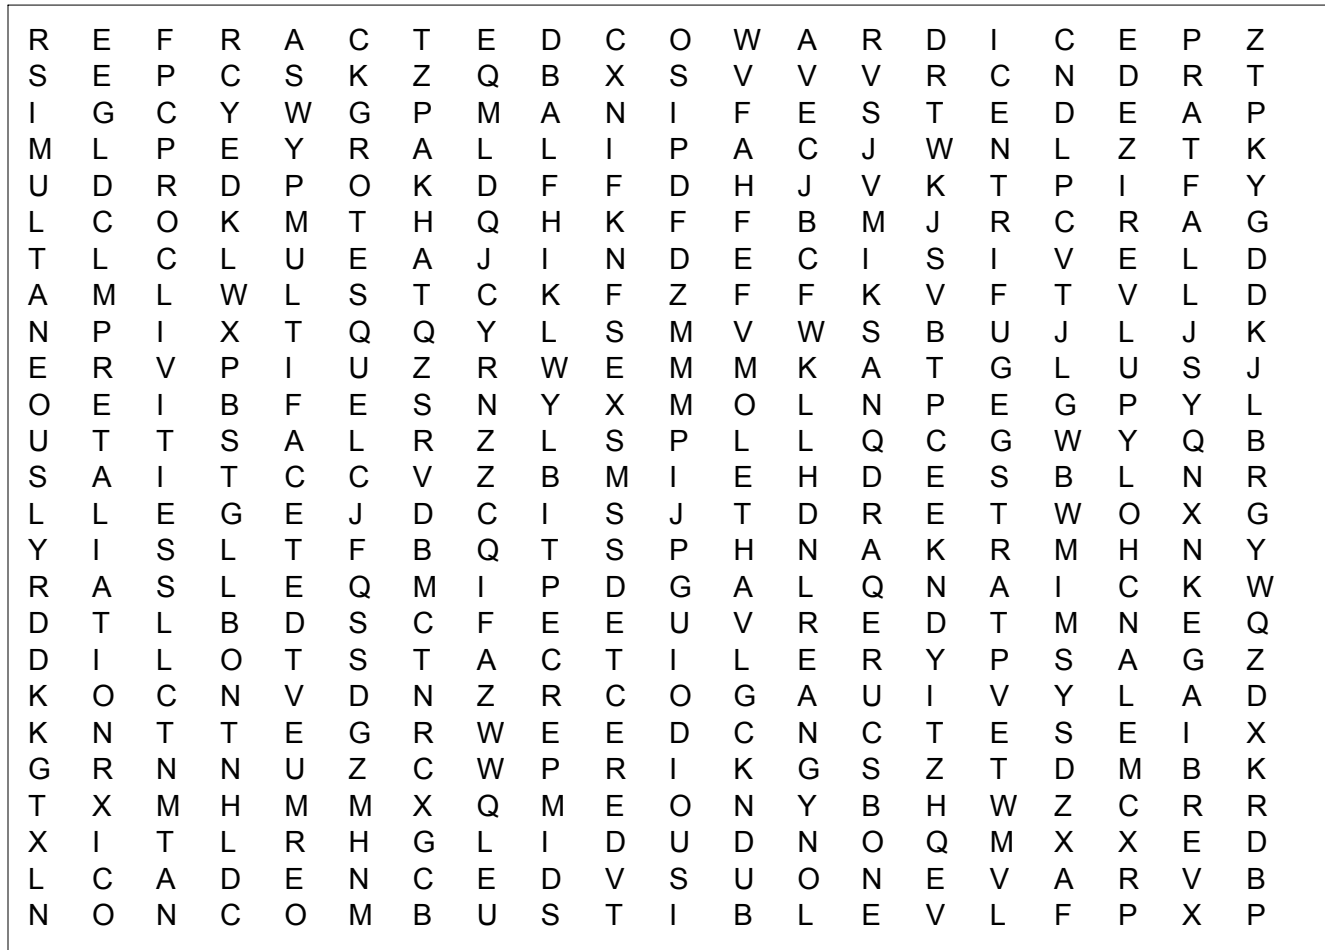 R E F R A C T E D C O W A R D I C E P Z
S E P C S K Z Q B X S V V V R C N D R T
I G C Y W G P M A N I F E S T E D E A P
M L P E Y R A L L I P A C J W N L Z T K
U D R D P O K D F F D H J V K T P I F Y
L C O K M T H Q H K F F B M J R C R A G
T L C L U E A J I N D E C I S I V E L D
A M L W L S T C K F Z F F K V F T V L D
N P I X T Q Q Y L S M V W S B U J L J K
E R V P I U Z R W E M M K A T G L U S J
O E I B F E S N Y X M O L N P E G P Y L
U T T S A L R Z L S P L L Q C G W Y Q B
S A I T C C V Z B M I E H D E S B L N R
L L E G E J D C I S J T D R E T W O X G
Y I S L T F B Q T S P H N A K R M H N Y
R A S L E Q M I P D G A L Q N A I C K W
D T L B D S C F E E U V R E D T M N E Q
D I L O T S T A C T I L E R Y P S A G Z
K O C N V D N Z R C O G A U I V Y L A D
K N T T E G R W E E D C N C T E S E I X
G R N N U Z C W P R I K G S Z T D M B K
T X M H M M X Q M E O N Y B H W Z C R R
X I T L R H G L I D U D N O Q M X X E D
L C A D E N C E D V S U O N E V A R V B
N O N C O M B U S T I B L E V L F P X P